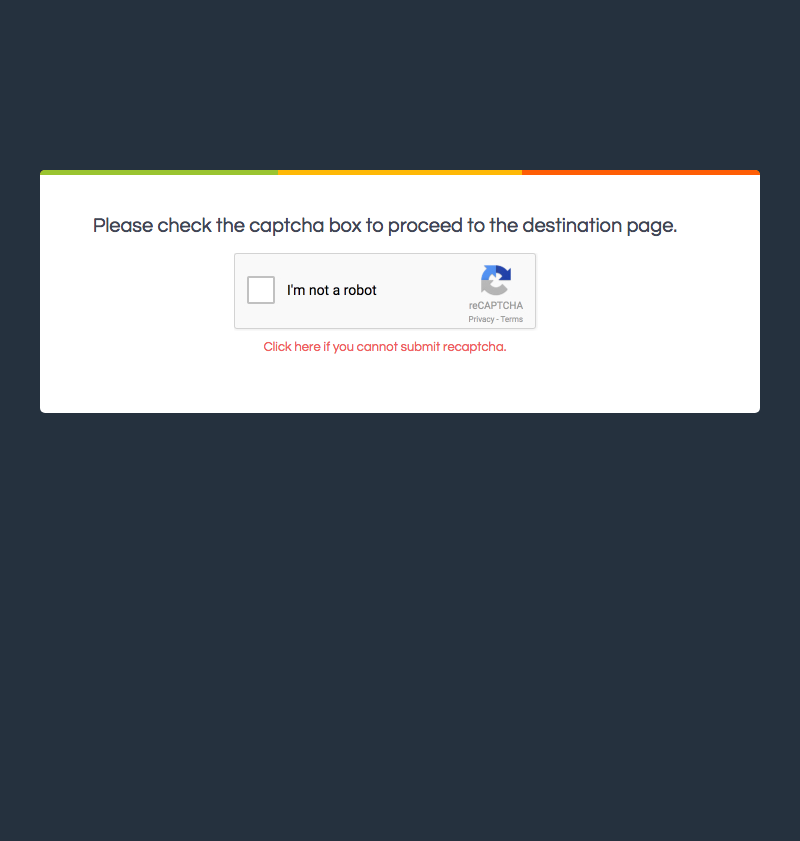 Please check the captcha box to proceed to the destination page.
I'm not a robot
reCAPTCHA
Privacy - Terms
Click here if you cannot submit recaptcha.